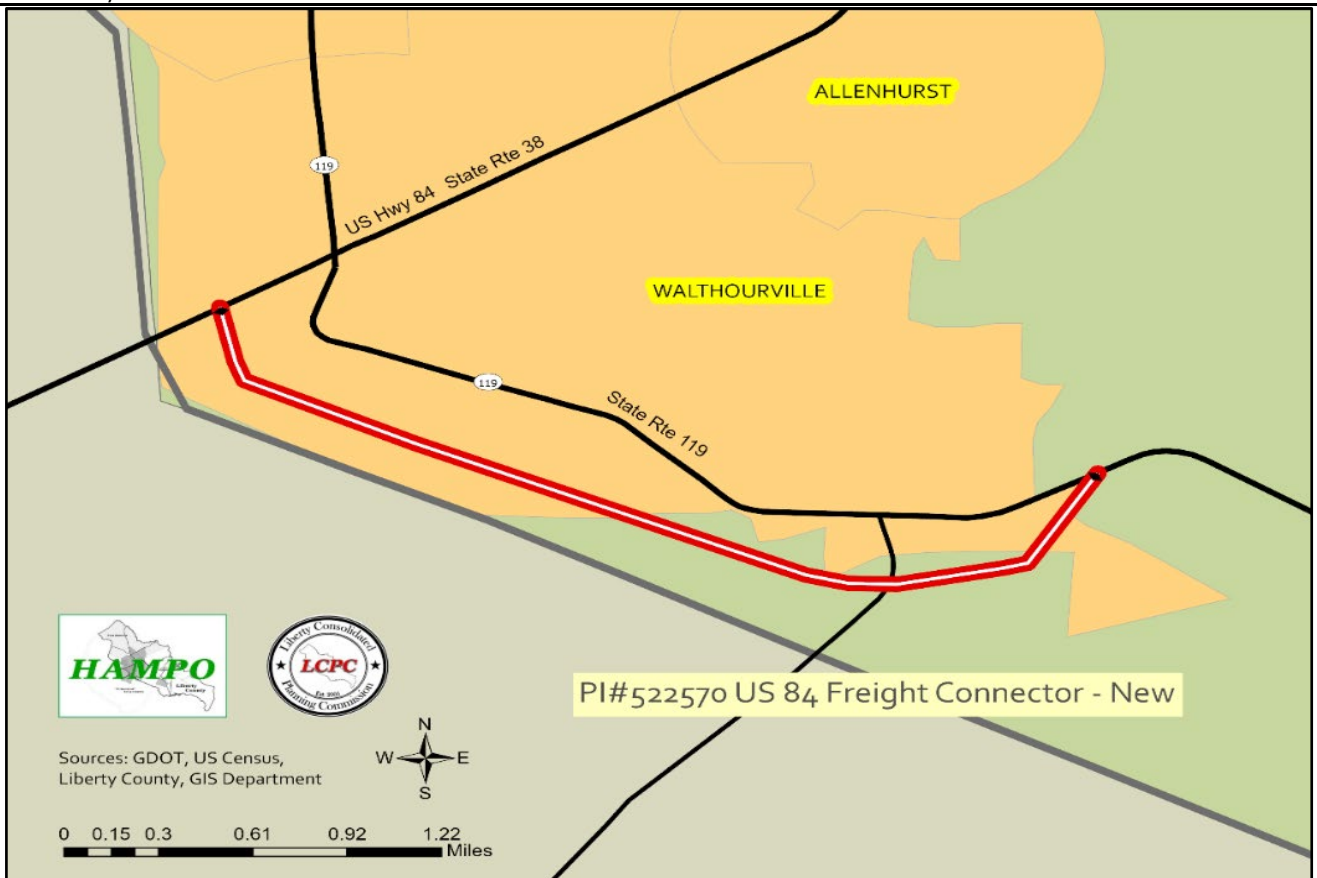 ALLENHURST
119
US Hwy 84 State Rte 38
WALTHOURVILLE
119
State Rte 119
HAMPO
Liberty
County
Liberty Consolidated
LCPC
Planning Commission
PI#522570 US 84 Freight Connector - New
Sources: GDOT, US Census,
Liberty County, GIS Department
N
W E
S
0 0.15 0.3 0.61 0.92 1.22
Miles